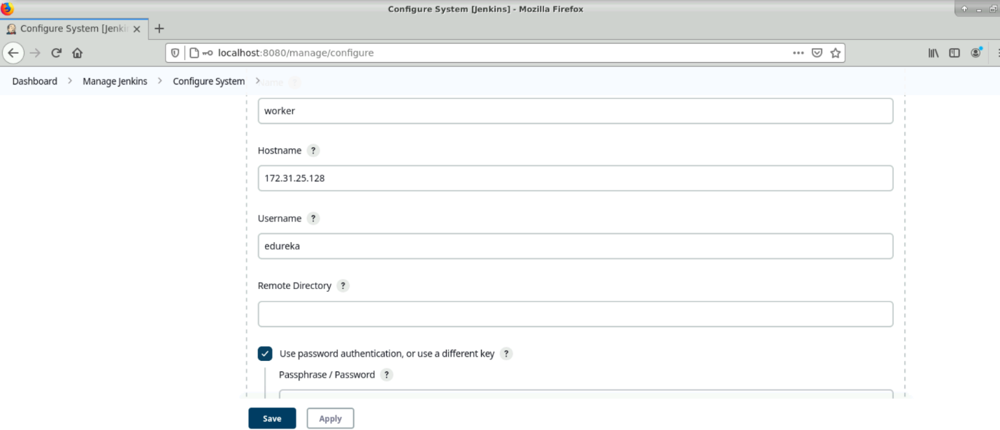 Configure System [Jenkins] - Mozilla Firefox
Configure System [Jenki
localhost:8080/manage/configure
Dashboard > Manage Jenkins > Configure System >
Name ?
worker
Hostname ?
172.31.25.128
Username ?
edureka
Remote Directory ?
Use password authentication, or use a different key ?
Passphrase / Password ?
Save Apply